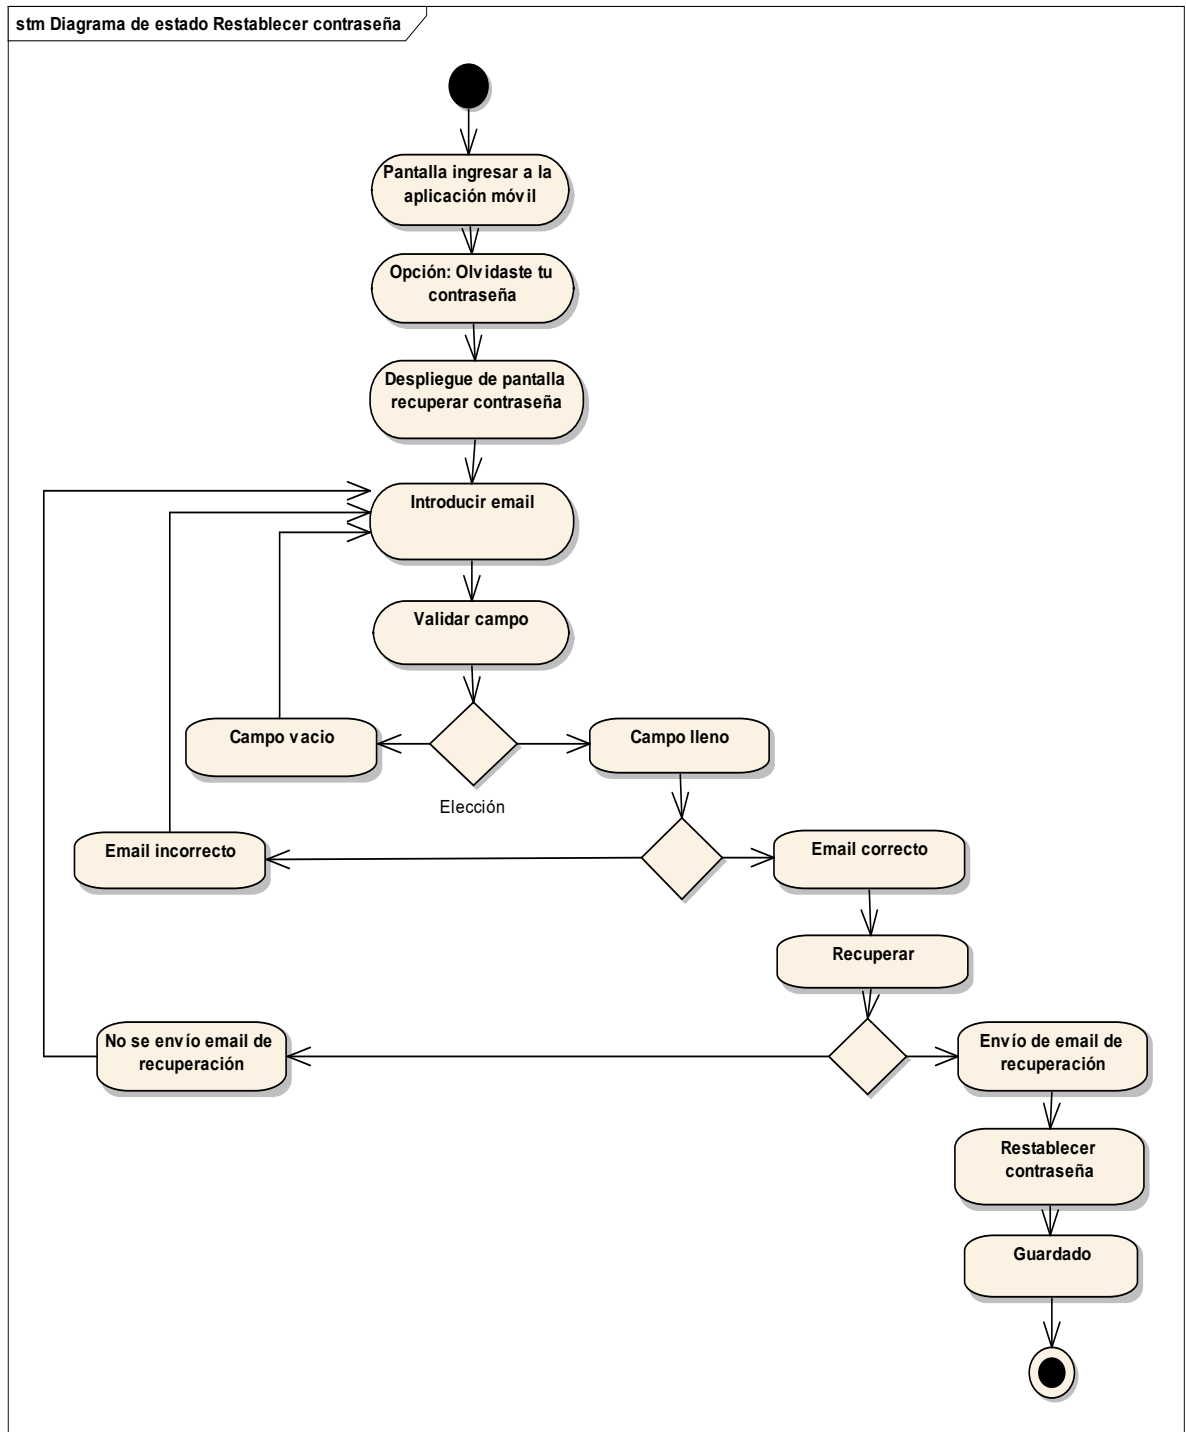 stm Diagrama de estado Restablecer contraseña
Pantalla ingresar a la
aplicación móvil
Opción: Olvidaste tu
contraseña
Despliegue de pantalla
recuperar contraseña
Introducir email
Validar campo
Campo vacio
Campo lleno
Elección
Email incorrecto
Email correcto
Recuperar
No se envío email de
recuperación
Envío de email de
recuperación
Restablecer
contraseña
Guardado